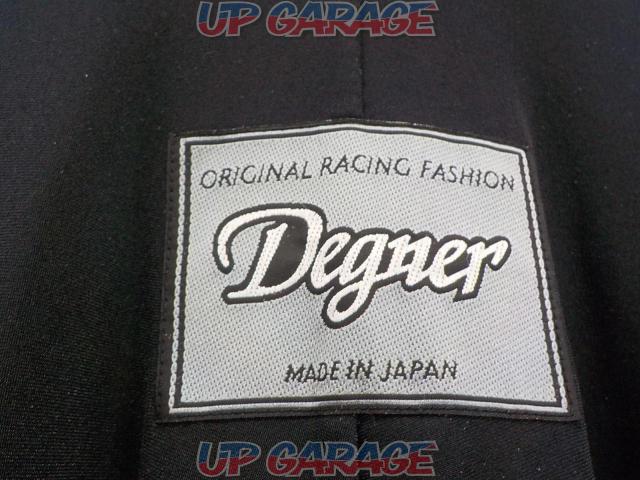 UP GARAGE
ORIGINAL RACING FASHION
Degner
MADE IN JAPAN
UP GARAGE